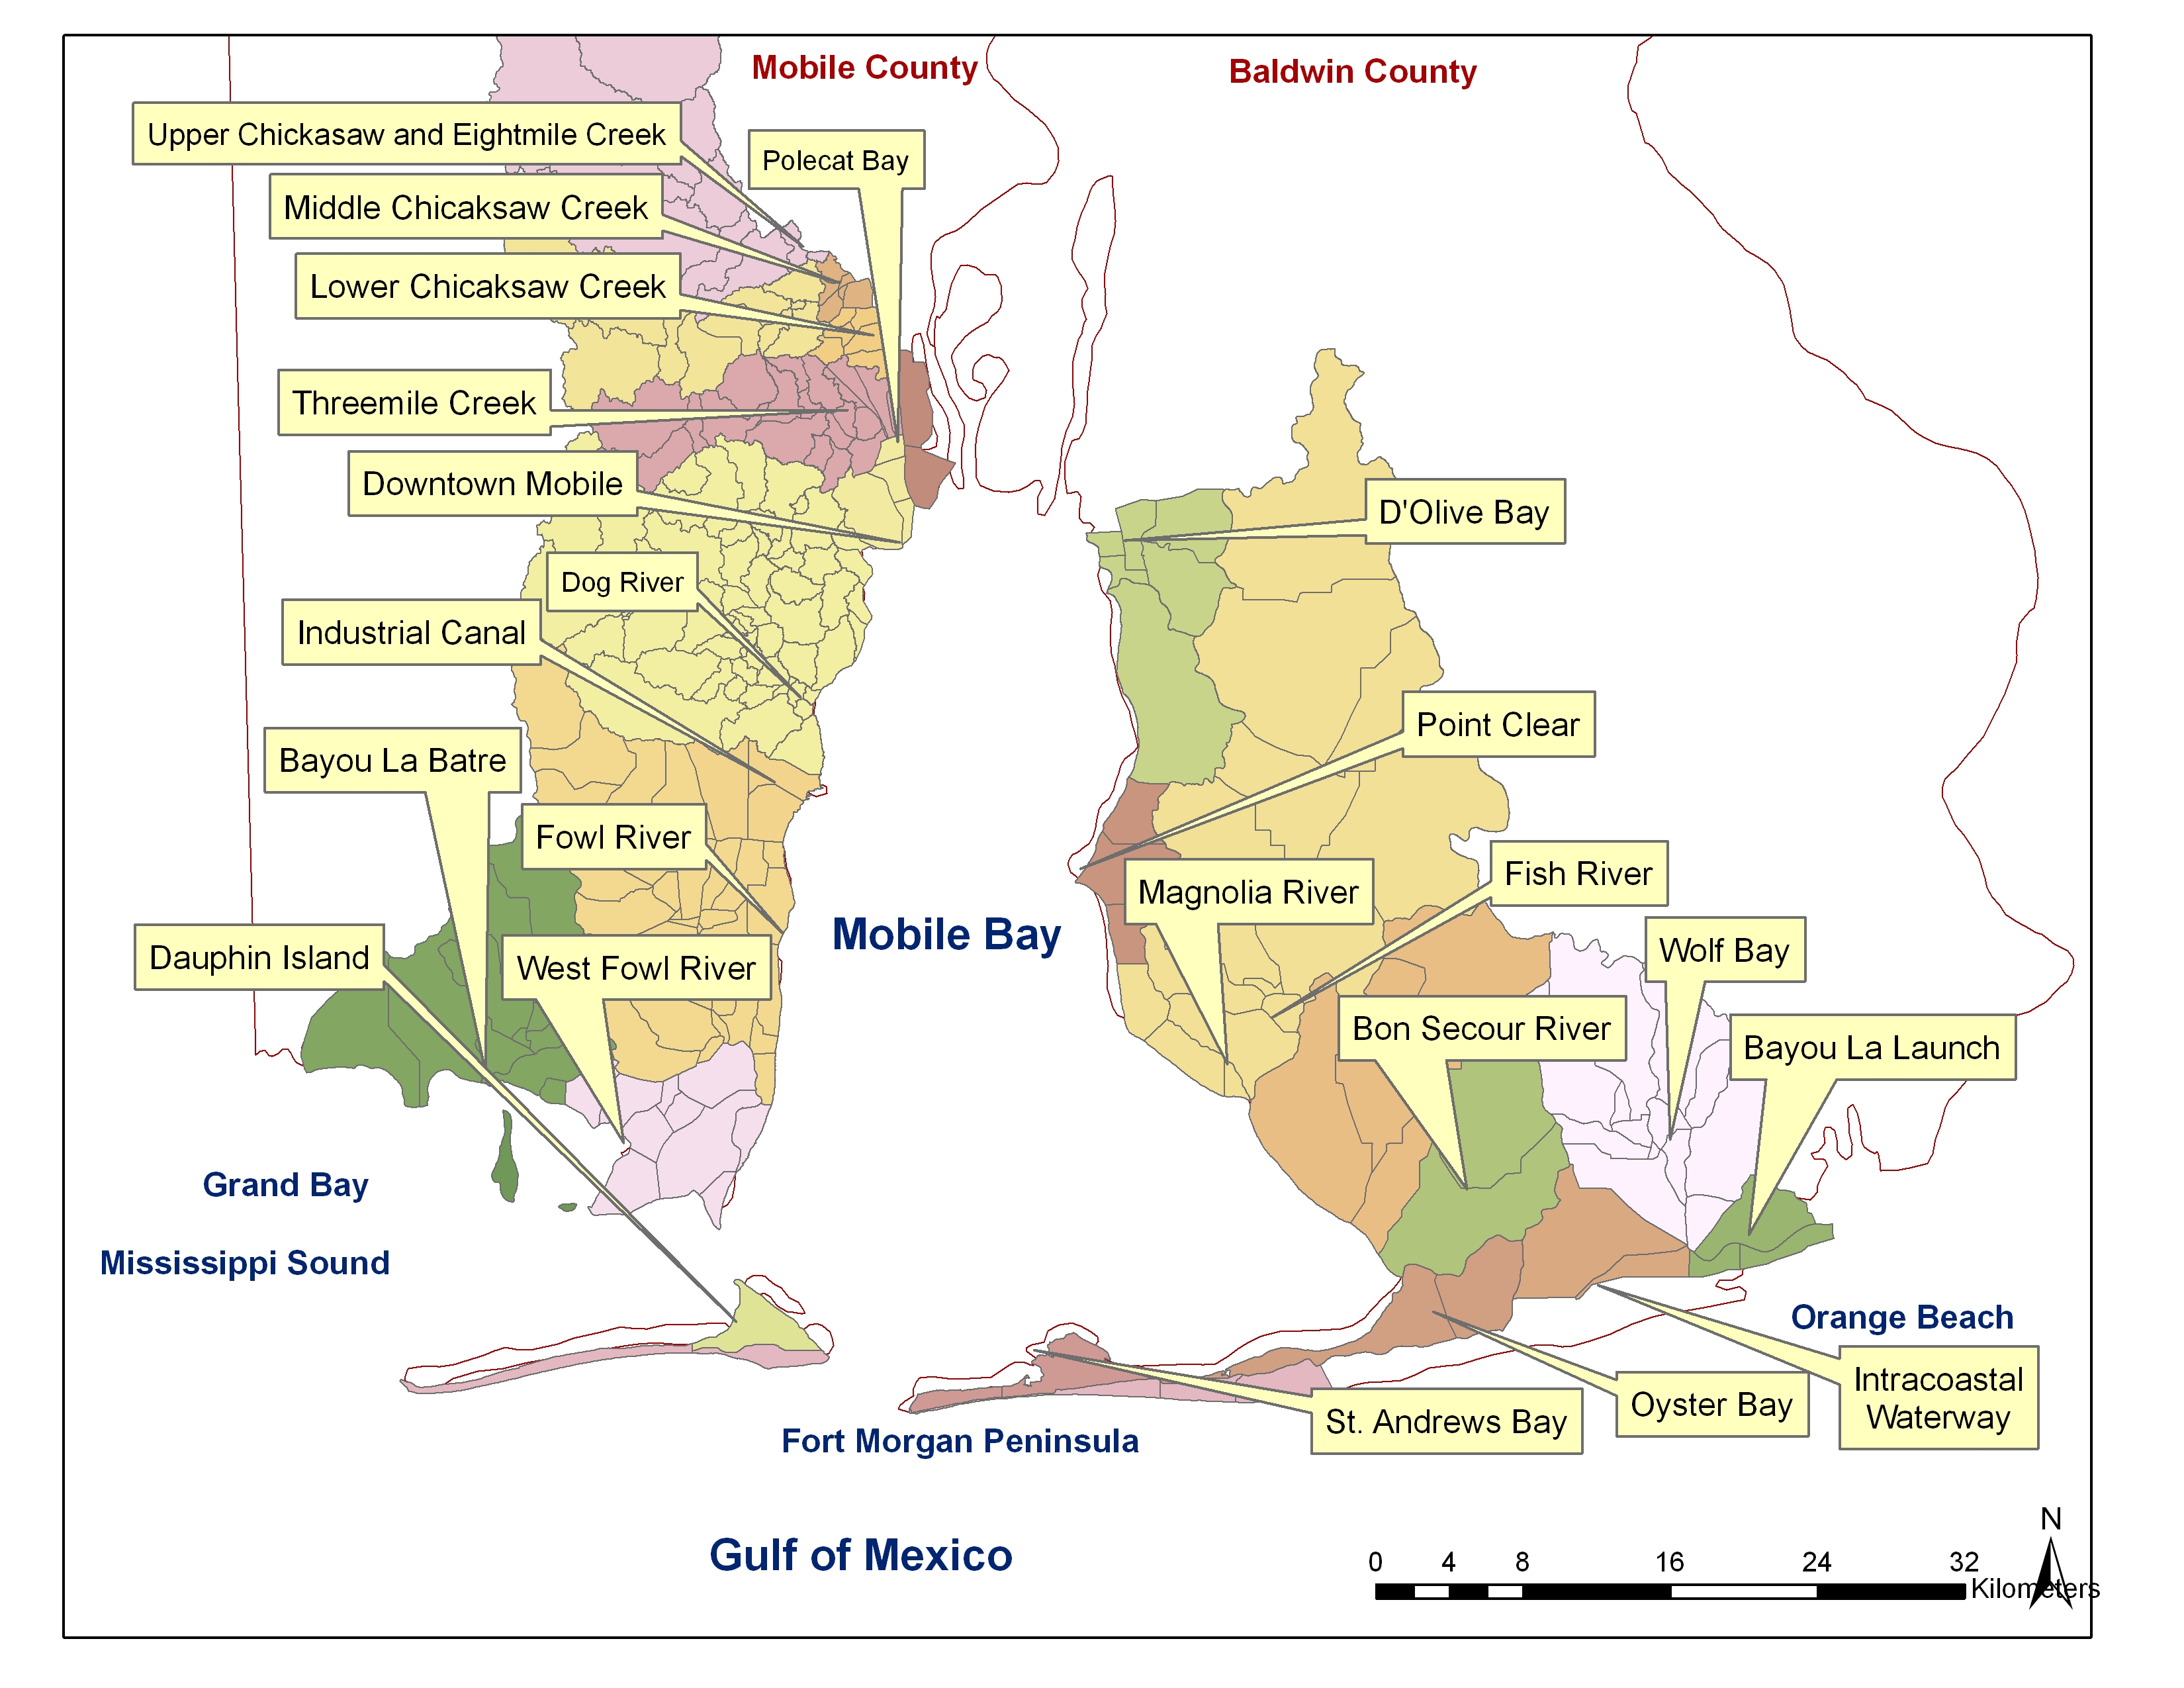 Mobile County
Baldwin County
Upper Chickasaw and Eightmile Creek
Polecat Bay
Middle Chicaksaw Creek
Lower Chicaksaw Creek
Threemile Creek
Downtown Mobile
D'Olive Bay
Dog River
Industrial Canal
Point Clear
Bayou La Batre
Fowl River
Fish River
Magnolia River
Mobile Bay
Wolf Bay
Dauphin Island
West Fowl River
Bon Secour River
Bayou La Launch
Grand Bay
Mississippi Sound
Orange Beach
Intracoastal
Waterway
Oyster Bay
St. Andrews Bay
Fort Morgan Peninsula
Gulf of Mexico
N
0 4 8 16 24 32
Kilometers